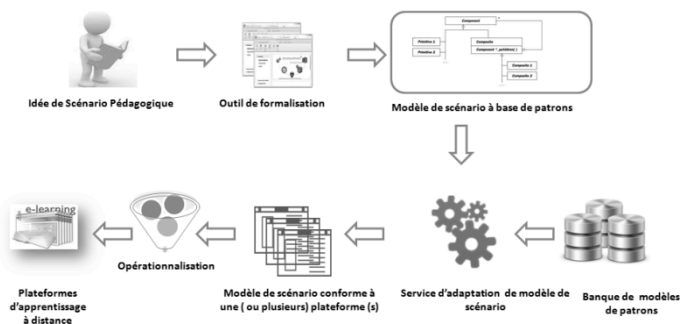 Component
Primitive 1
Primitive 2
Composite
Composite 1
Composite 2
Idée de Scénario Pédagogique
Outil de formalisation
Modèle de scénario à base de patrons
e-learning
Opérationnalisation
Plateformes
d'apprentissage
à distance
Modèle de scénario conforme à
une ( ou plusieurs) plateforme (s)
Service d'adaptation de modèle de
scénario
Banque de modèles
de patrons